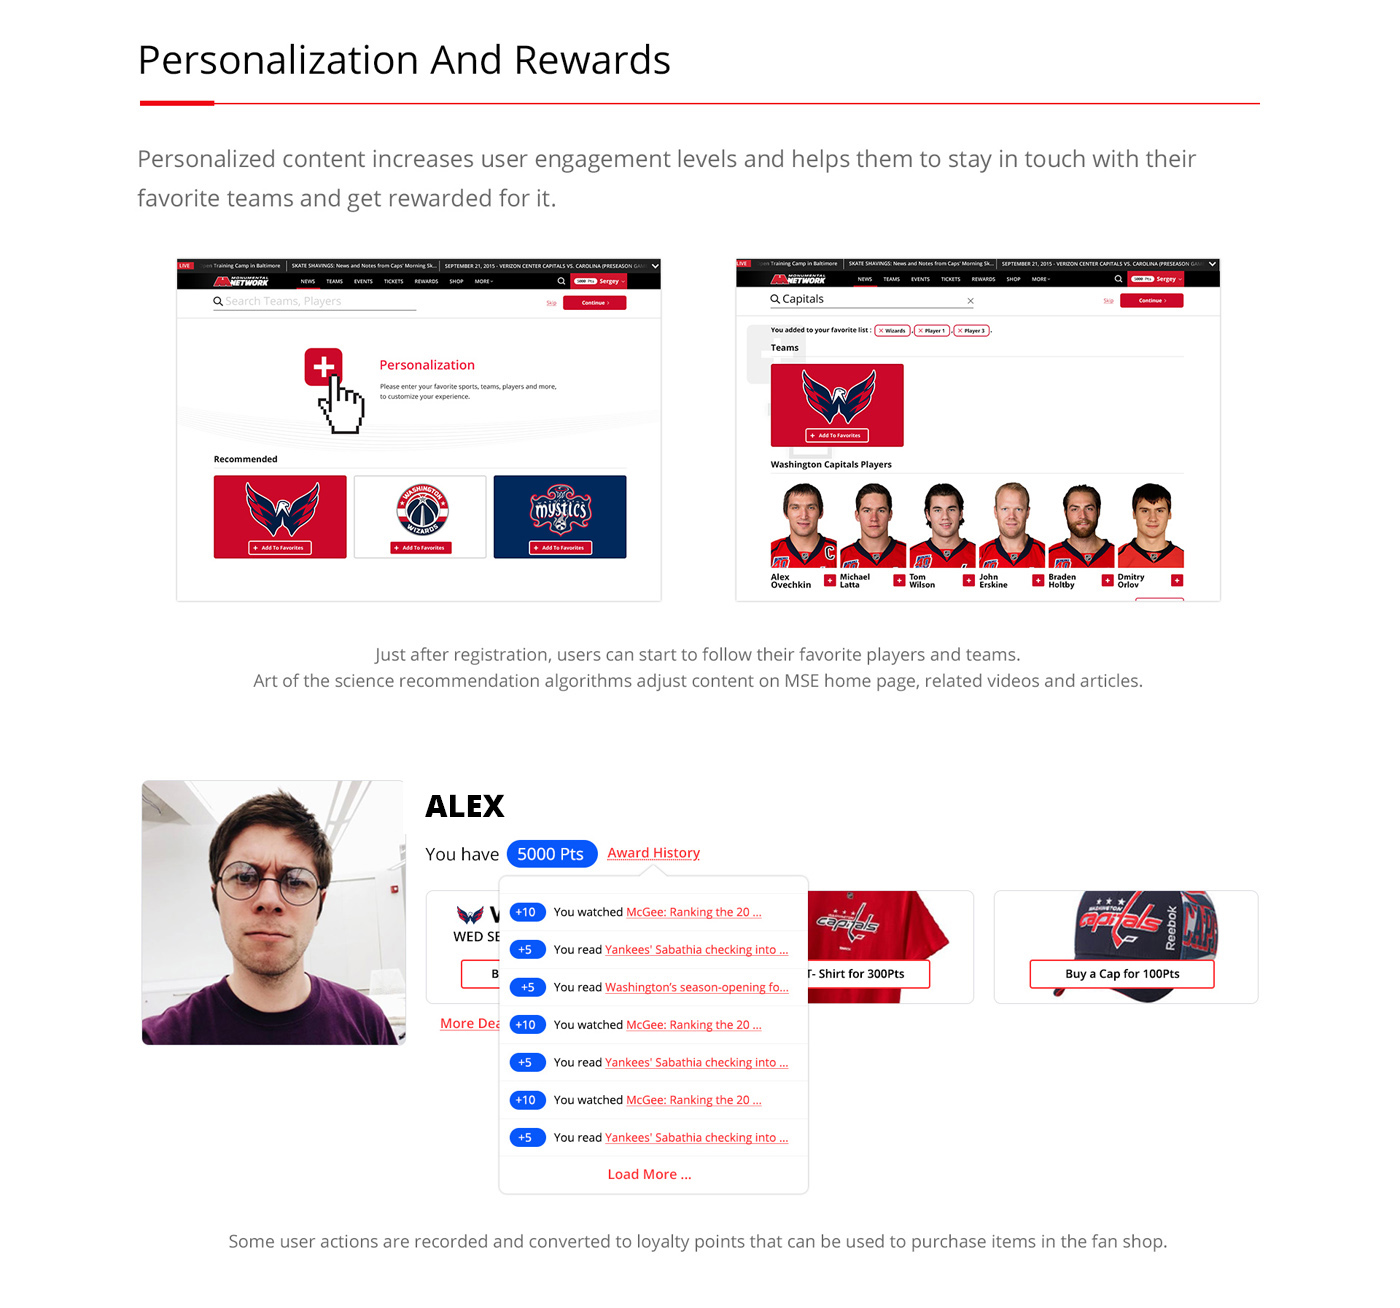 Personalization And Rewards
Personalized content increases user engagement levels and helps them to stay in touch with their
favorite teams and get rewarded for it.
LIVE Training Camp in Baltimore SKATE SHAVINGS: News and Notes from Caps' Morning Sk... SEPTEMBER 21, 2015 - VERIZON CENTER CAPITALS VS. CAROLINA (PRESEASON
MONUMENTAL
NETWORK NEWS TEAMS EVENTS TICKETS REWARDS SHOP MORE 5000 Pts Sergey
Search Teams, Players Skip Continue
Personalization
Please enter your favorite sports, teams, players and more,
to customize your experience.
Recommended
WASHINGTON
WIZARDS
mystics
+ Add To Favorites
+ Add To Favorites
+ Add To Favorites
LIVE Training Camp in Baltimore SKATE SHAVINGS: News and Notes from Caps' Morning Sk... SEPTEMBER 21, 2015 - VERIZON CENTER CAPITALS VS. CAROLINA (PRESEASON
MONUMENTAL
NETWORK NEWS TEAMS EVENTS TICKETS REWARDS SHOP MORE 5000 Pts Sergey
Capitals Skip Continue
You added to your favorite list : × Wizards , × Player 1 , × Player 3 .
Teams
+ Add To Favorites
Washington Capitals Players
C
Alex
Ovechkin
Michael
Latta
Tom
Wilson
John
Erskine
Braden
Holtby
Dmitry
Orlov
Just after registration, users can start to follow their favorite players and teams.
Art of the science recommendation algorithms adjust content on MSE home page, related videos and articles.
ALEX
You have 5000 Pts Award History
WED SE
B
More Dea
+10 You watched McGee: Ranking the 20 ...
+5 You read Yankees' Sabathia checking into ...
+5 You read Washington's season-opening fo...
+10 You watched McGee: Ranking the 20 ...
+5 You read Yankees' Sabathia checking into ...
+10 You watched McGee: Ranking the 20 ...
+5 You read Yankees' Sabathia checking into ...
Load More ...
capitals
T- Shirt for 300Pts
WASHINGTON
capitals
Reebok
Buy a Cap for 100Pts
Some user actions are recorded and converted to loyalty points that can be used to purchase items in the fan shop.